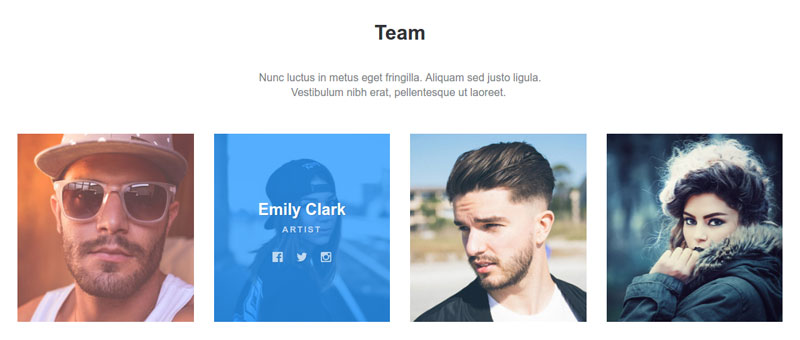 Team
Nunc luctus in metus eget fringilla. Aliquam sed justo ligula.
Vestibulum nibh erat, pellentesque ut laoreet.
Emily Clark
ARTIST